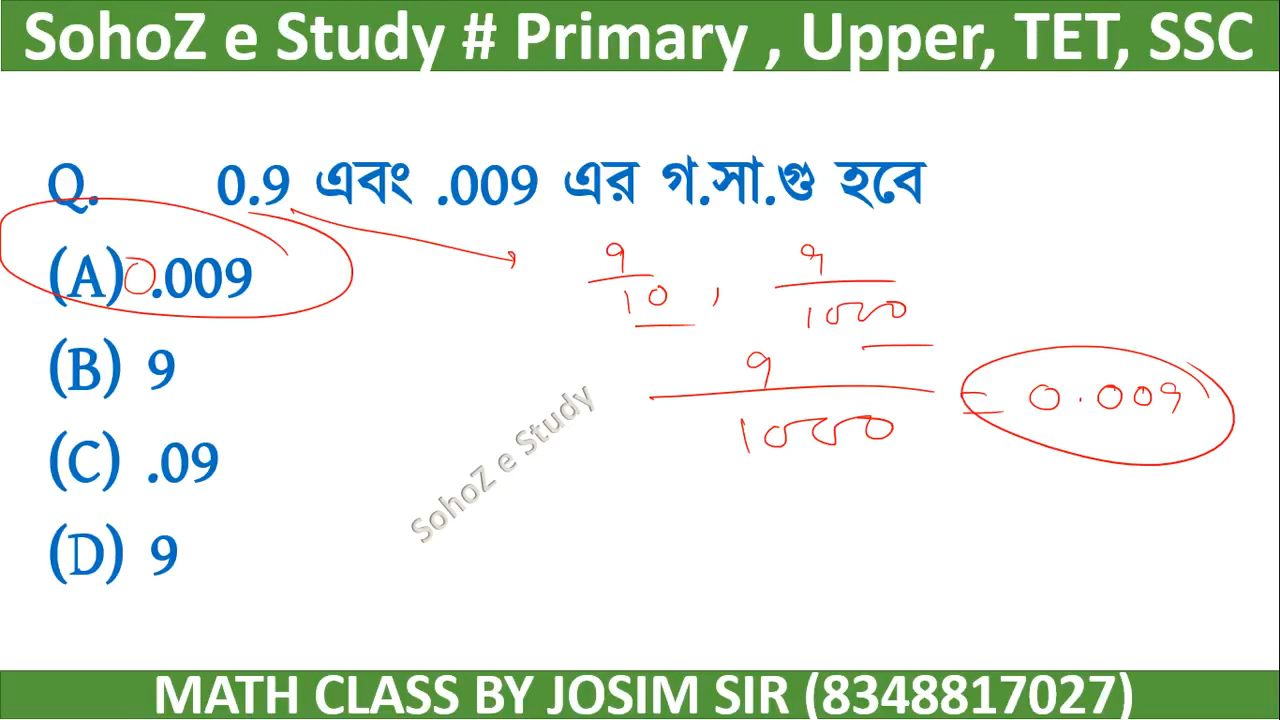 SohoZ e Study # Primary , Upper, TET, SSC
Q. 0.9 এবং .009 এর গ.সা.গু হবে
(A) 0.009
(B) 9
(C) .09
(D) 9
9/10 , 9/1000
9/1000 = 0.009
SohoZ e Study
MATH CLASS BY JOSIM SIR (8348817027)